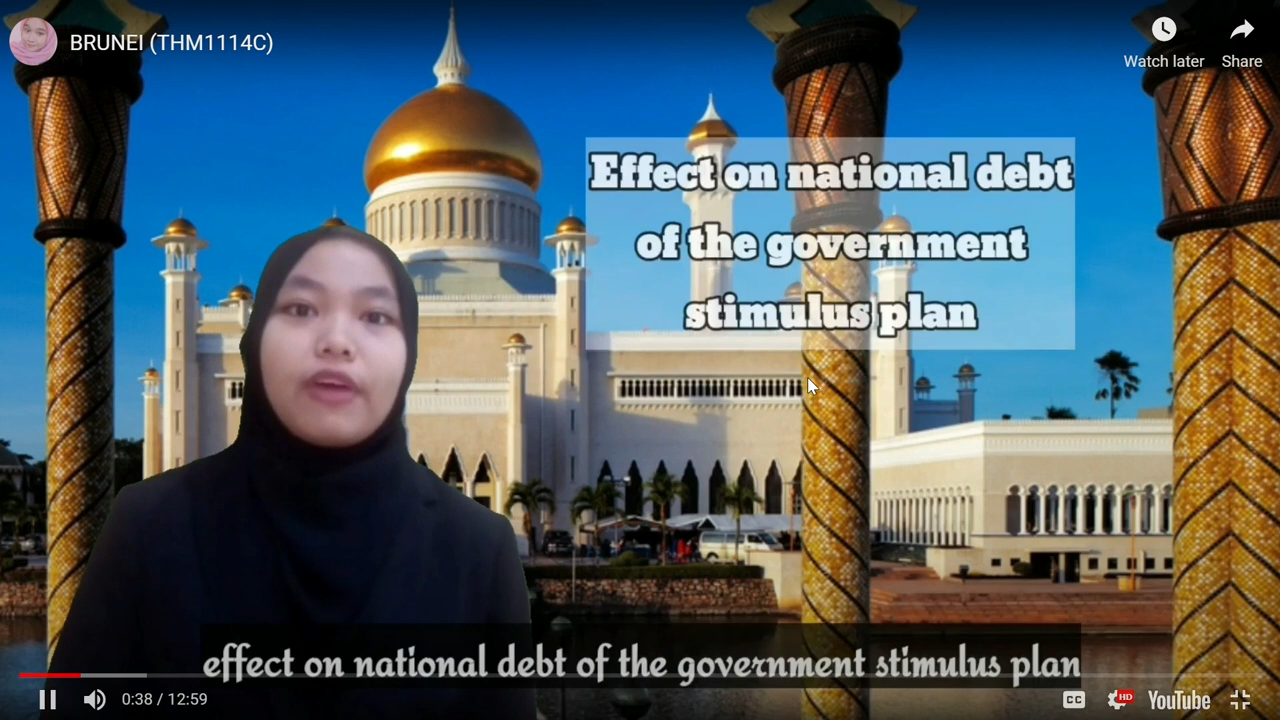 BRUNEI (THM1114C)
Watch later
Share
Effect on national debt
of the government
stimulus plan
effect on national debt of the government stimulus plan
0:38 / 12:59
CC
HD
YouTube